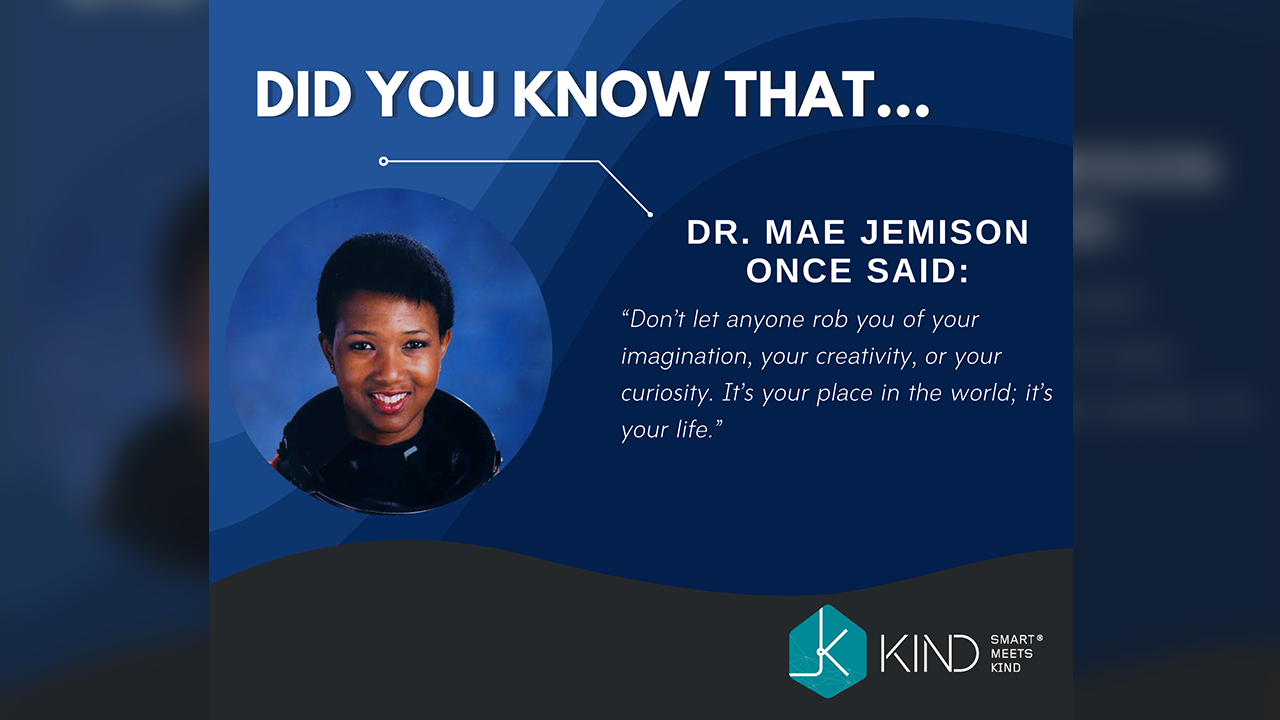 DID YOU KNOW THAT...
DR. MAE JEMISON
ONCE SAID:
“Don’t let anyone rob you of your
imagination, your creativity, or your
curiosity. It’s your place in the world; it’s
your life.”
KIND
SMART®
MEETS
KIND